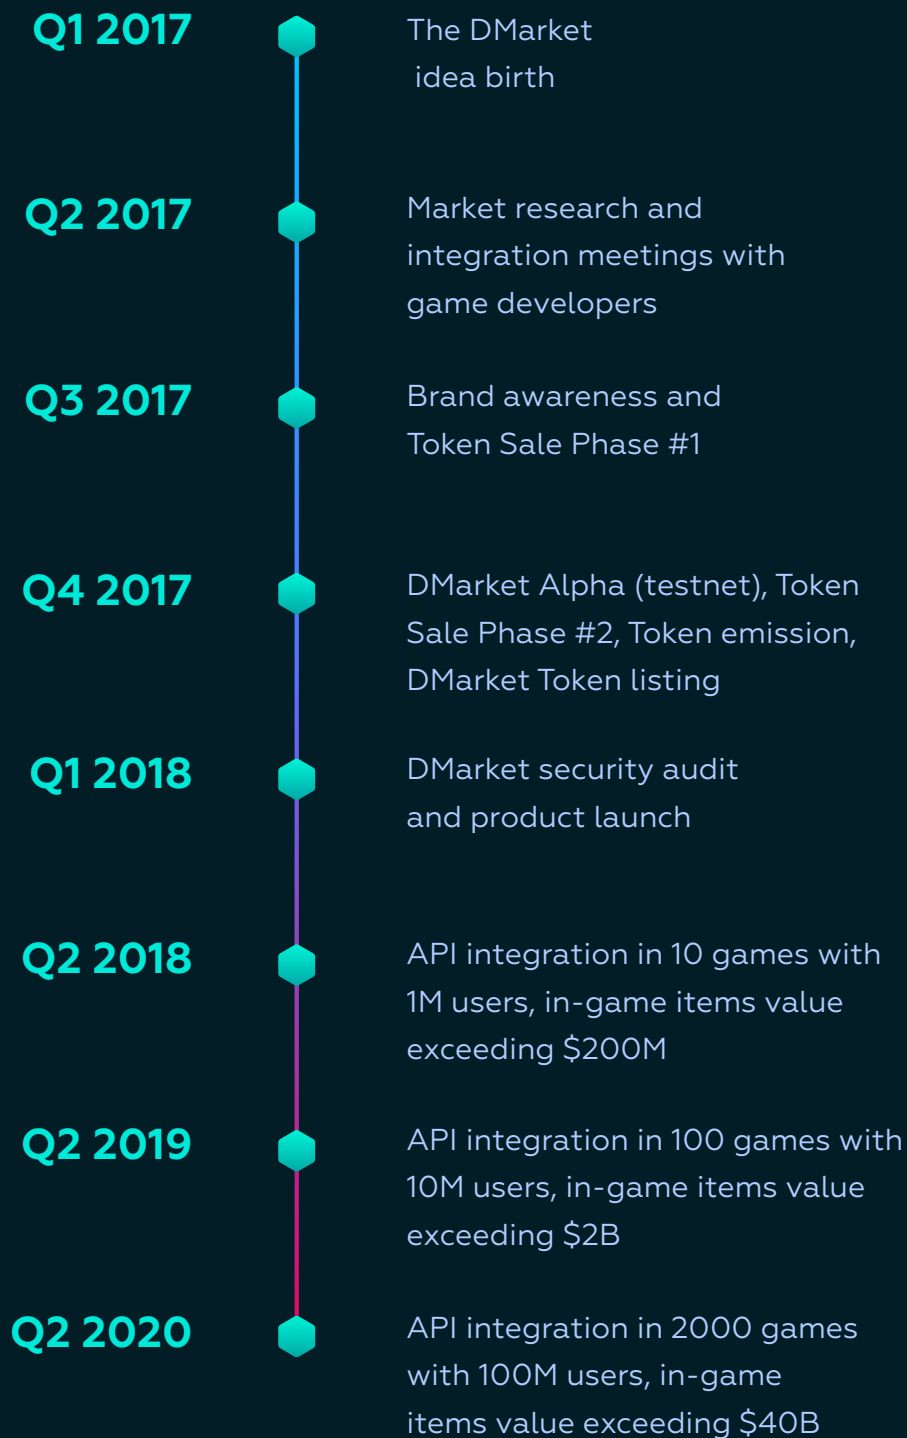 Q1 2017
The DMarket
idea birth
Q2 2017
Market research and
integration meetings with
game developers
Q3 2017
Brand awareness and
Token Sale Phase #1
Q4 2017
DMarket Alpha (testnet), Token
Sale Phase #2, Token emission,
DMarket Token listing
Q1 2018
DMarket security audit
and product launch
Q2 2018
API integration in 10 games with
1M users, in-game items value
exceeding $200M
Q2 2019
API integration in 100 games with
10M users, in-game items value
exceeding $2B
Q2 2020
API integration in 2000 games
with 100M users, in-game
items value exceeding $40B